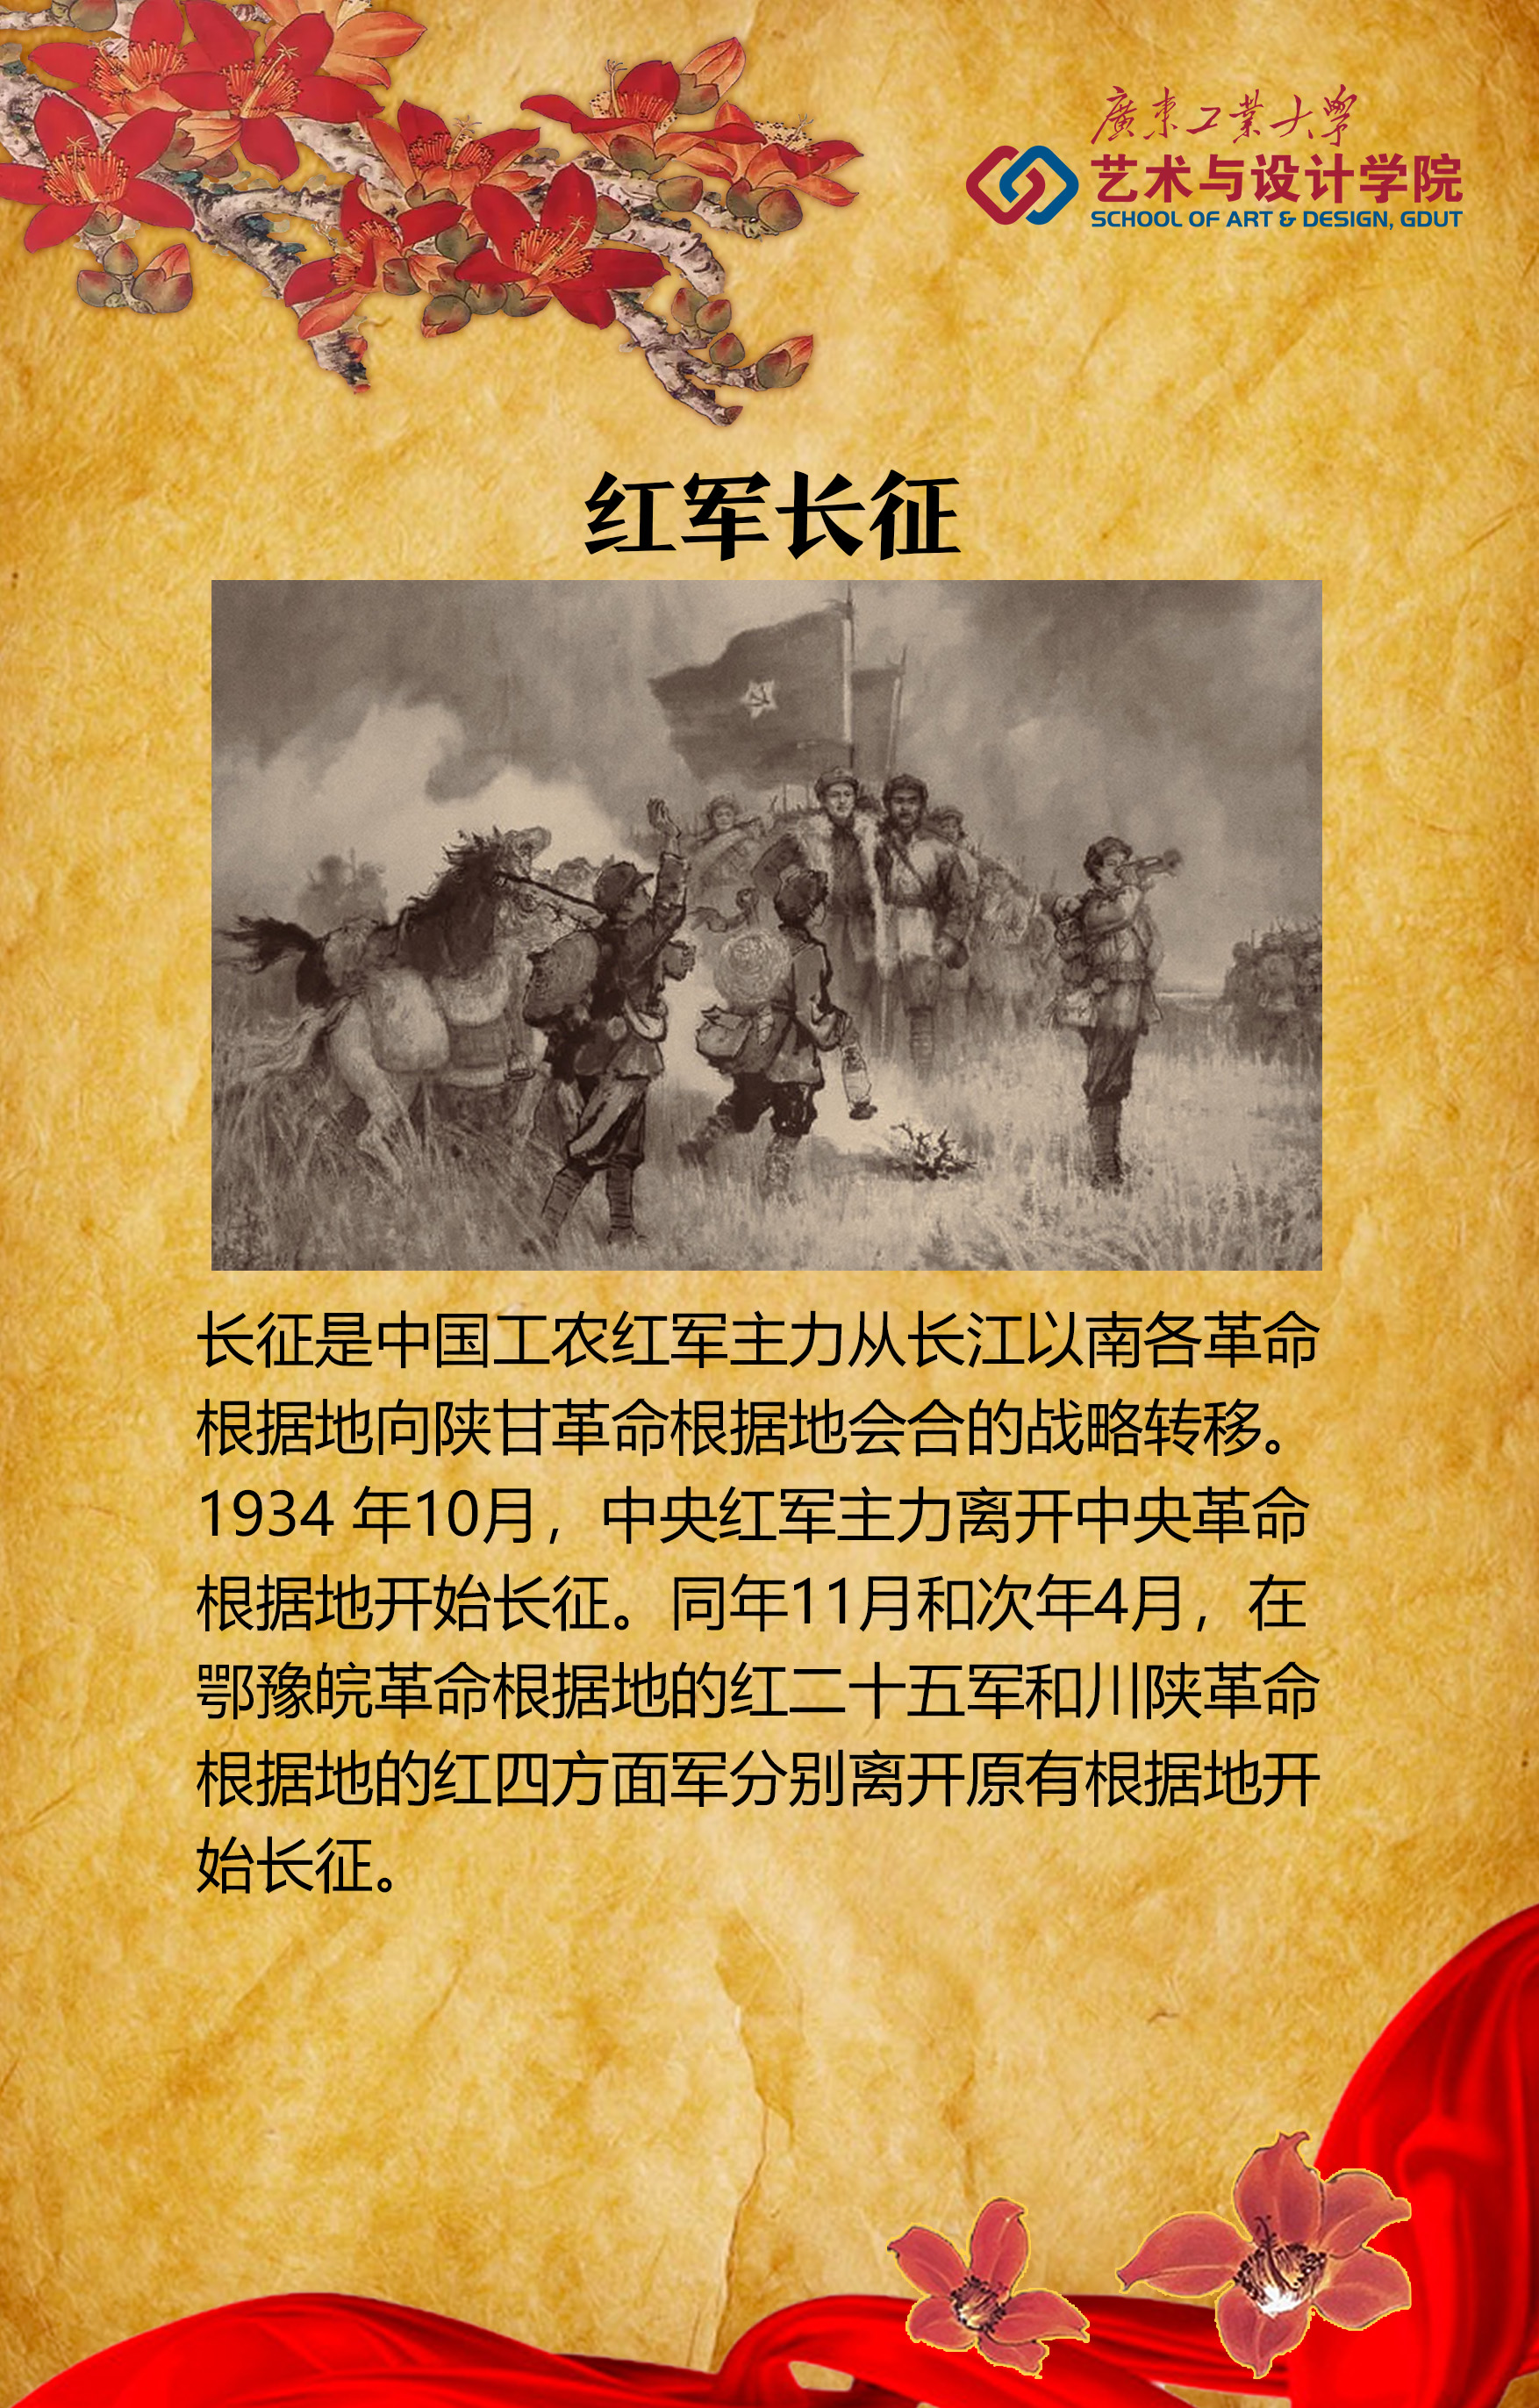 廣東工業大學
艺术与设计学院
SCHOOL OF ART & DESIGN, GDUT
红军长征
长征是中国工农红军主力从长江以南各革命
根据地向陕甘革命根据地会合的战略转移。
1934 年10月，中央红军主力离开中央革命
根据地开始长征。同年11月和次年4月，在
鄂豫皖革命根据地的红二十五军和川陕革命
根据地的红四方面军分别离开原有根据地开
始长征。